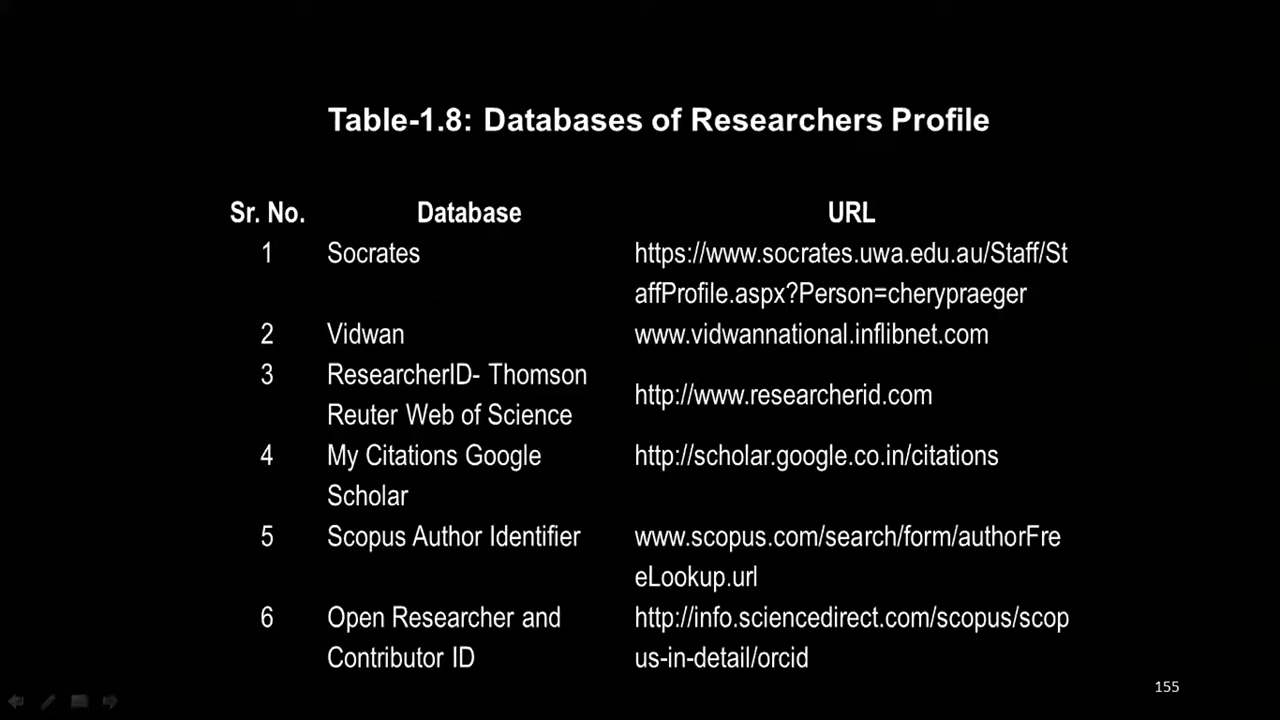 Table-1.8: Databases of Researchers Profile
Sr. No. Database URL
1 Socrates https://www.socrates.uwa.edu.au/Staff/St
affProfile.aspx?Person=cherypraeger
2 Vidwan www.vidwannational.inflibnet.com
3 ResearcherID- Thomson
Reuter Web of Science http://www.researcherid.com
4 My Citations Google http://scholar.google.co.in/citations
Scholar
5 Scopus Author Identifier www.scopus.com/search/form/authorFre
eLookup.url
6 Open Researcher and http://info.sciencedirect.com/scopus/scop
Contributor ID us-in-detail/orcid
155